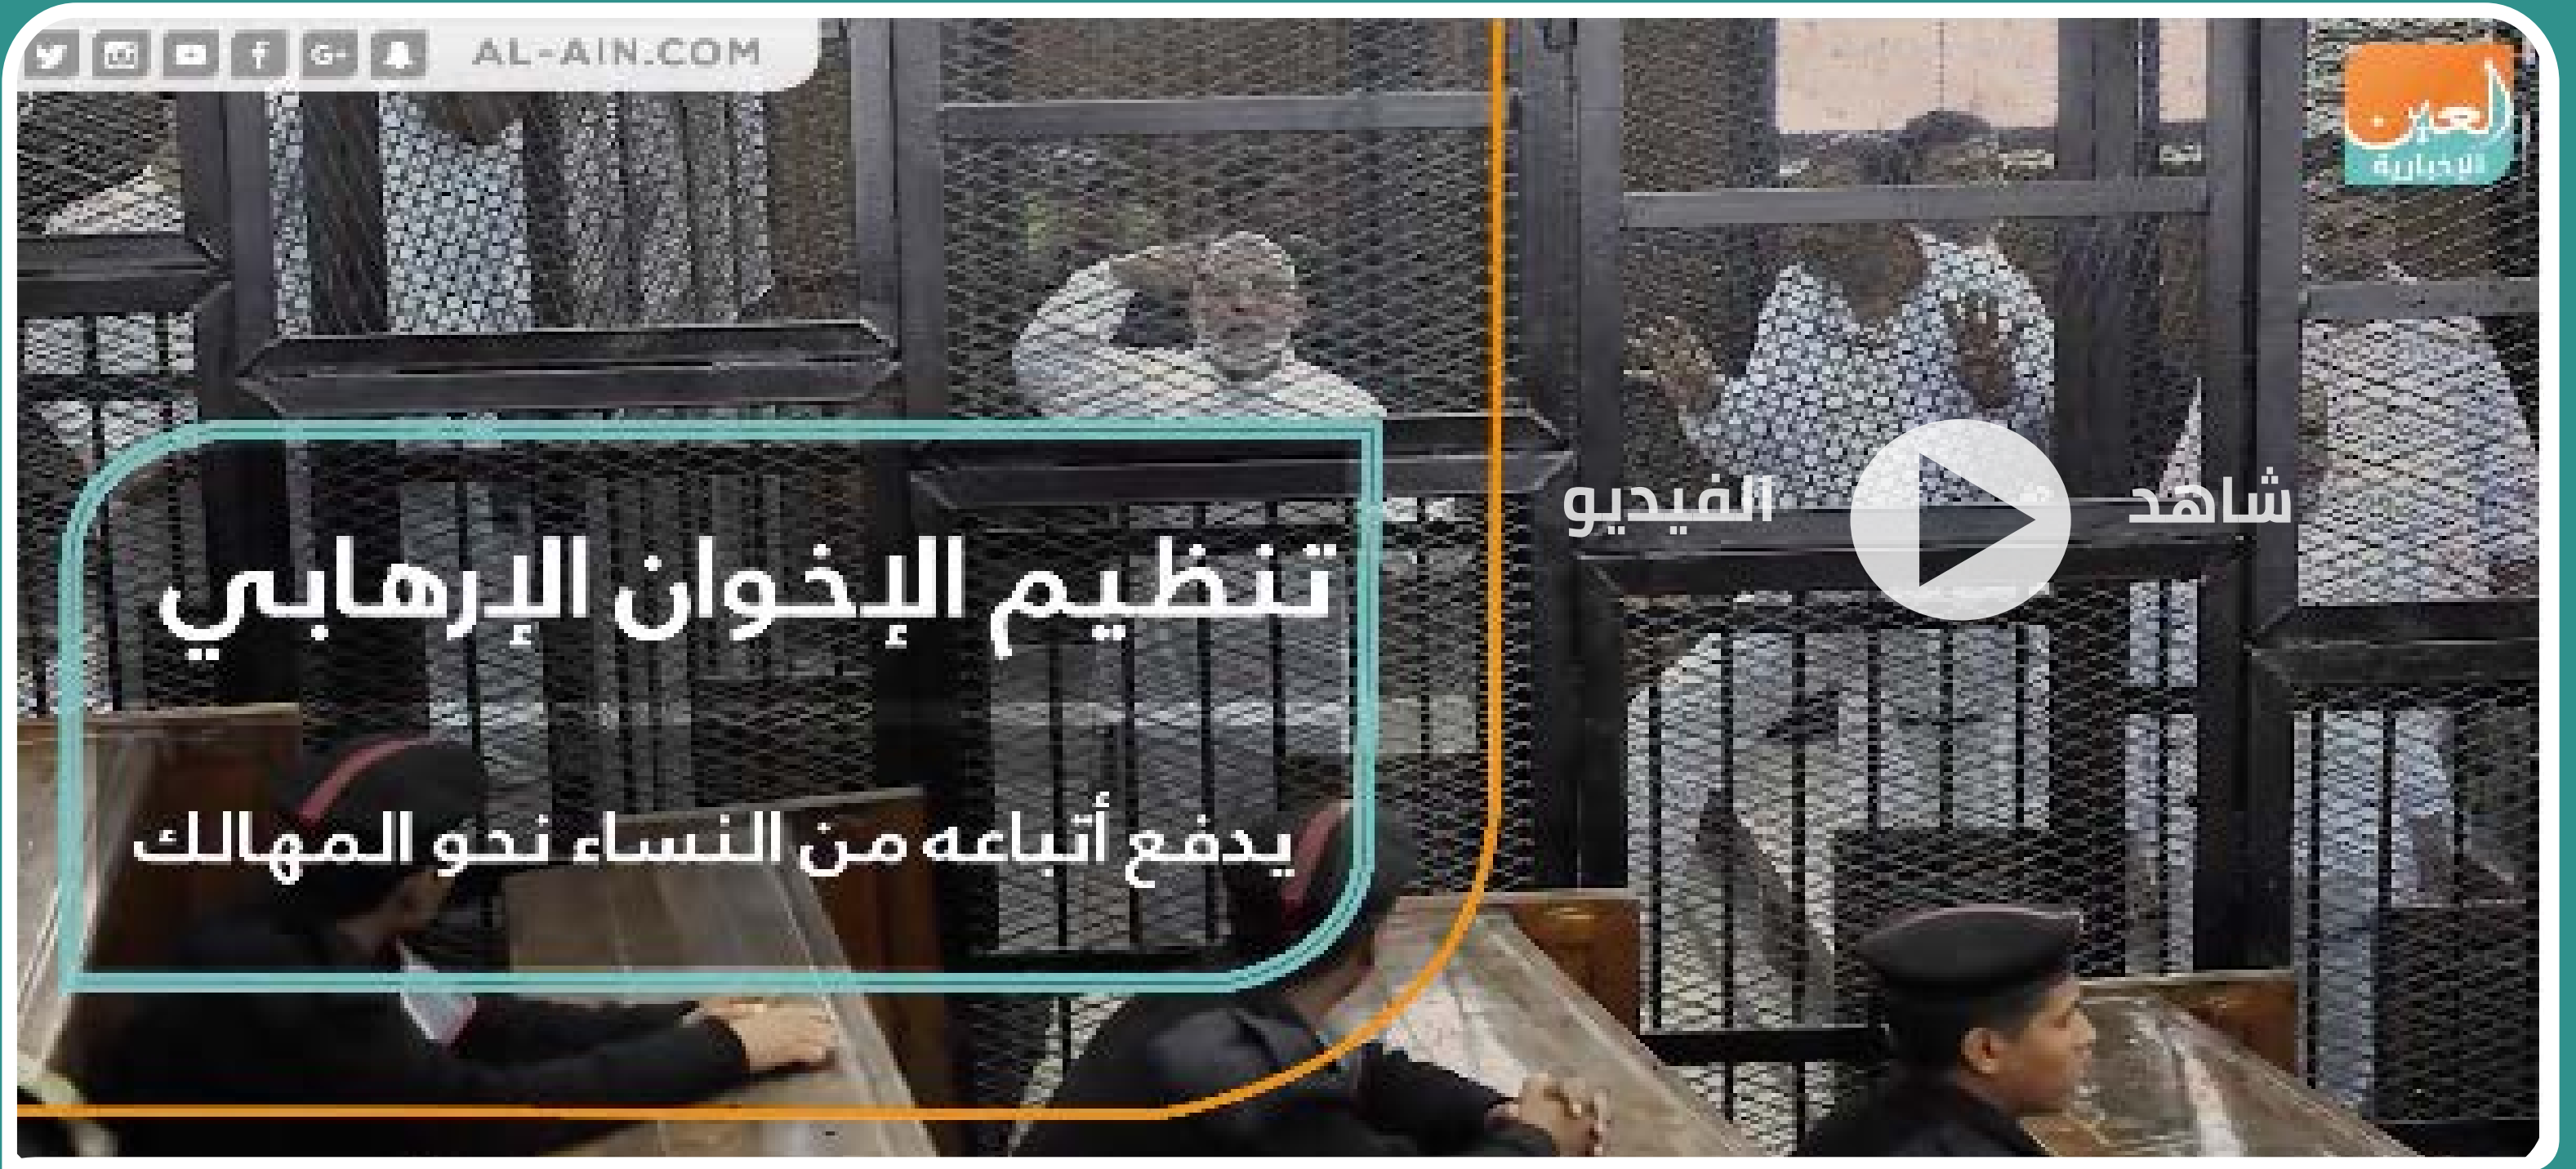 AL-AIN.COM
العين
الإخبارية
شاهد الفيديو
تنظيم الإخوان الإرهابي
يدفع أتباعه من النساء نحو المهالك